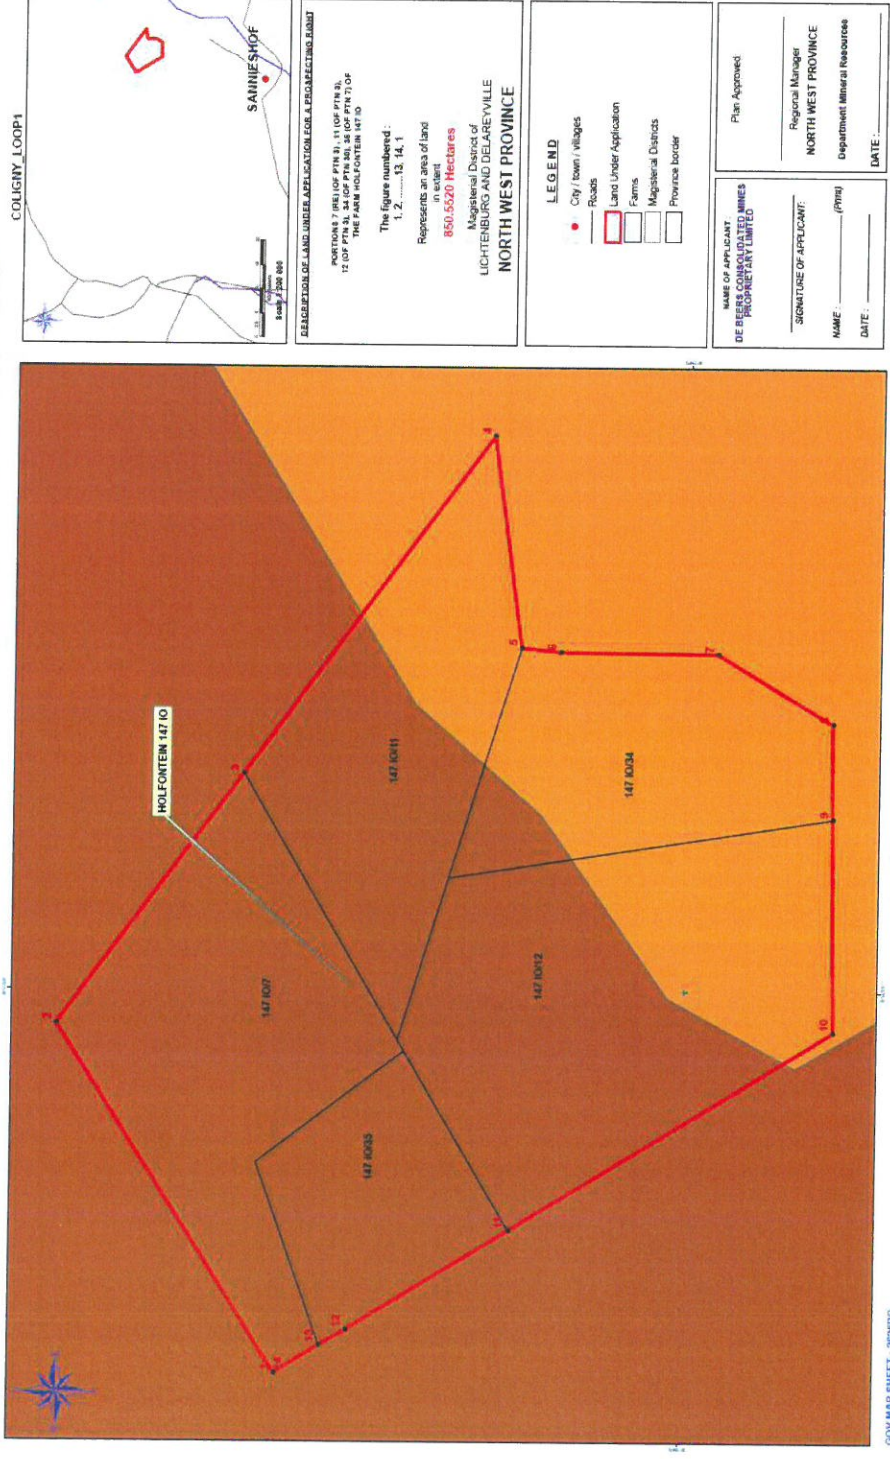 COLIGNY_LOOP1
SANNIESHOF
Scale 1:200 000
DESCRIPTION OF LAND UNDER APPLICATION FOR A PROSPECTING RIGHT
PORTIONS 7 (RE) (OF PTN 3), 11 (OF PTN 3),
12 (OF PTN 3), 34 (OF PTN 30), 35 (OF PTN 7) OF
THE FARM HOLFONTEIN 147 IO
The figure numbered :
1, 2, ........13, 14, 1
Represents an area of land
in extent
850.5520 Hectares
Magisterial District of
LICHTENBURG AND DELAREYVILLE
NORTH WEST PROVINCE
LEGEND
City / town / villages
Roads
Land Under Application
Farms
Magisterial Districts
Province border
NAME OF APPLICANT:
DE BEERS CONSOLIDATED MINES
PROPRIETARY LIMITED
SIGNATURE OF APPLICANT:
NAME : (Print)
DATE :
Plan Approved
Regional Manager
NORTH WEST PROVINCE
Department Mineral Resources
DATE :
HOLFONTEIN 147 IO
147 IO/7
147 IO/11
147 IO/35
147 IO/12
147 IO/34
2
3
4
5
6
7
9
10
11
12
13
14